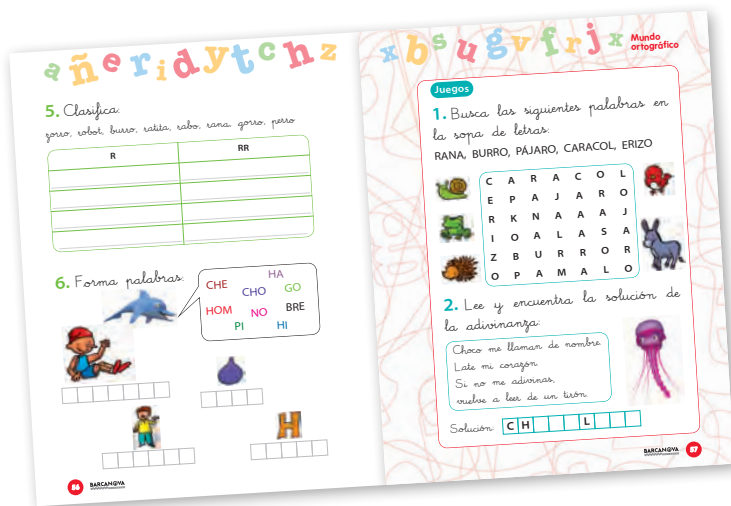 a ñ e r i d y t c h z
5. Clasifica:
zorro, robot, burro, ratita, rabo, rana, gorro, perro
R RR
6. Forma palabras:
CHE HA
CHO GO
HOM NO BRE
PI HI
56 BARCANOVA
x b s u g v f r j x
Mundo
ortográfico
Juegos
1. Busca las siguientes palabras en
la sopa de letras:
RANA, BURRO, PÁJARO, CARACOL, ERIZO
C A R A C O L
E P A J A R O
R K N A A A J
I O A L A S A
Z B U R R O R
O P A M A L O
2. Lee y encuentra la solución de
la adivinanza:
Choco me llaman de nombre.
Late mi corazón.
Si no me adivinas,
vuelve a leer de un tirón.
H
Solución: C H L
BARCANOVA 57